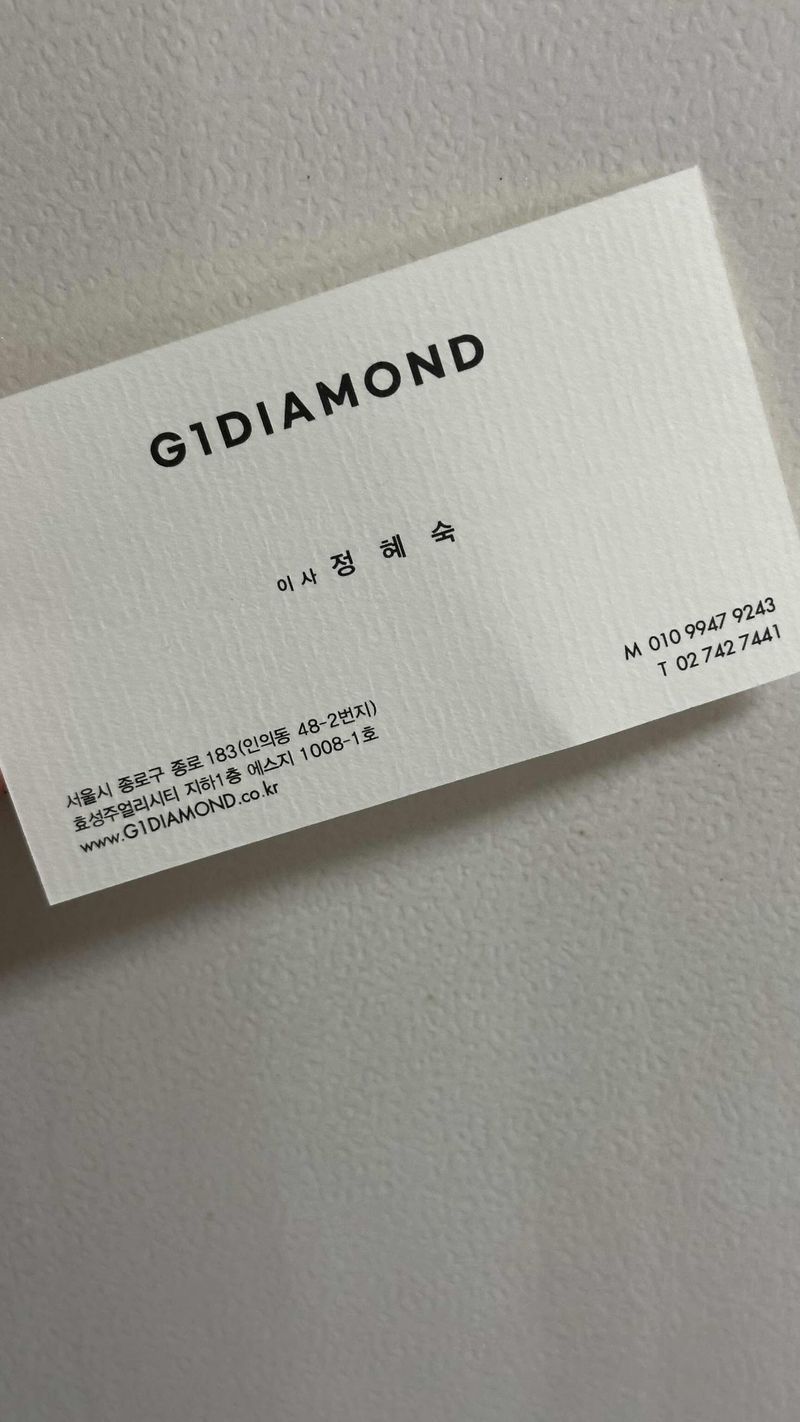 G1DIAMOND
이사 정 혜 숙
M 010 9947 9243
T 02 742 7441
서울시 종로구 종로 183(인의동 48-2번지)
효성주얼리시티 지하1층 에스지 1008-1호
www.G1DIAMOND.co.kr